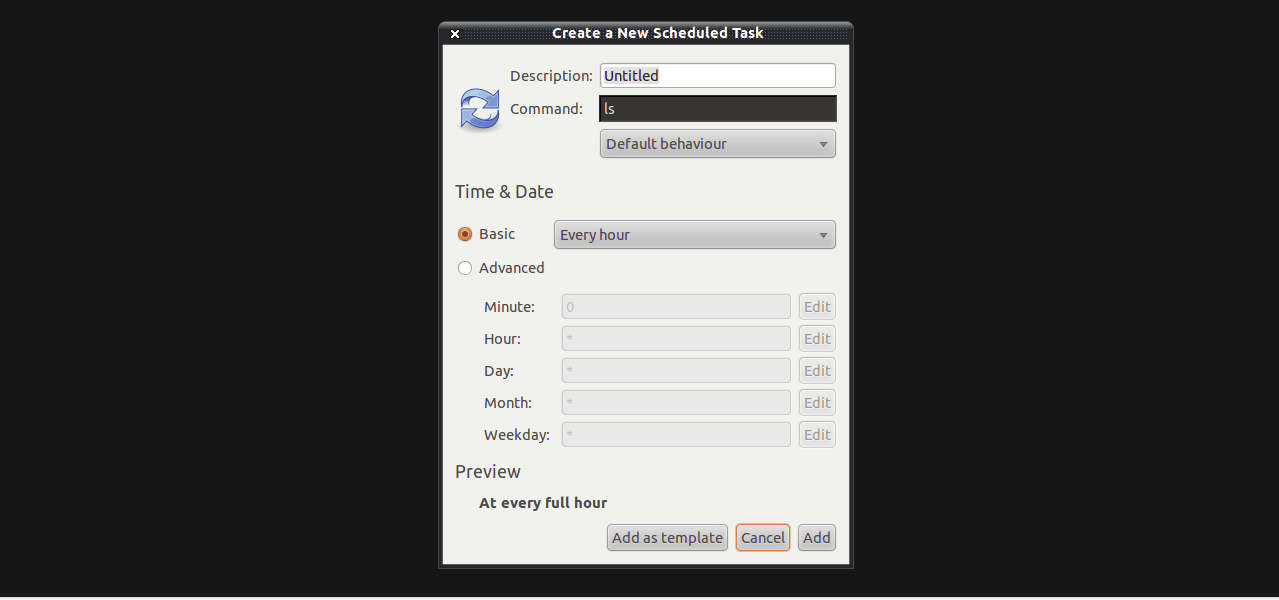 Create a New Scheduled Task
Description: Untitled
Command: ls
Default behaviour
Time & Date
Basic Every hour
Advanced
Minute: 0 Edit
Hour: * Edit
Day: * Edit
Month: * Edit
Weekday: * Edit
Preview
At every full hour
Add as template Cancel Add